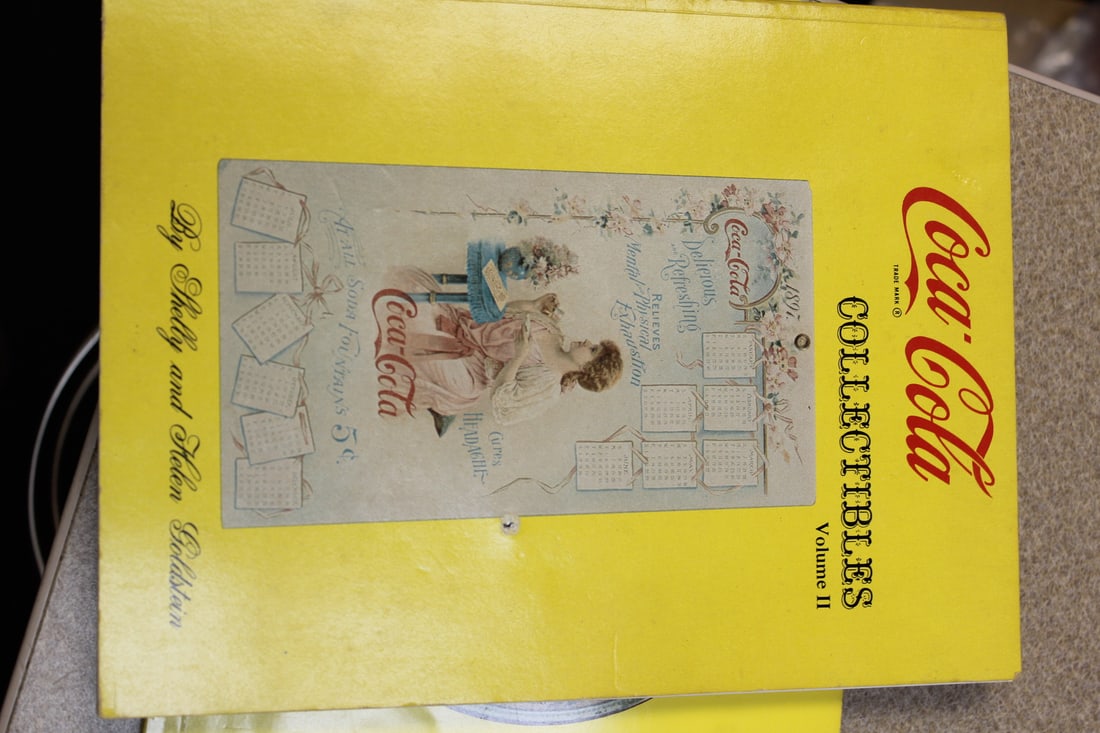 Coca-Cola
TRADE MARK ®
COLLECTIBLES
Volume II
1897
Coca-Cola
Delicious
and
Refreshing
RELIEVES
Mental & Physical
Exhaustion
CURES
HEADACHE
Coca-Cola
At all Soda Fountains 5¢
By Shelly and Helen Goldstein